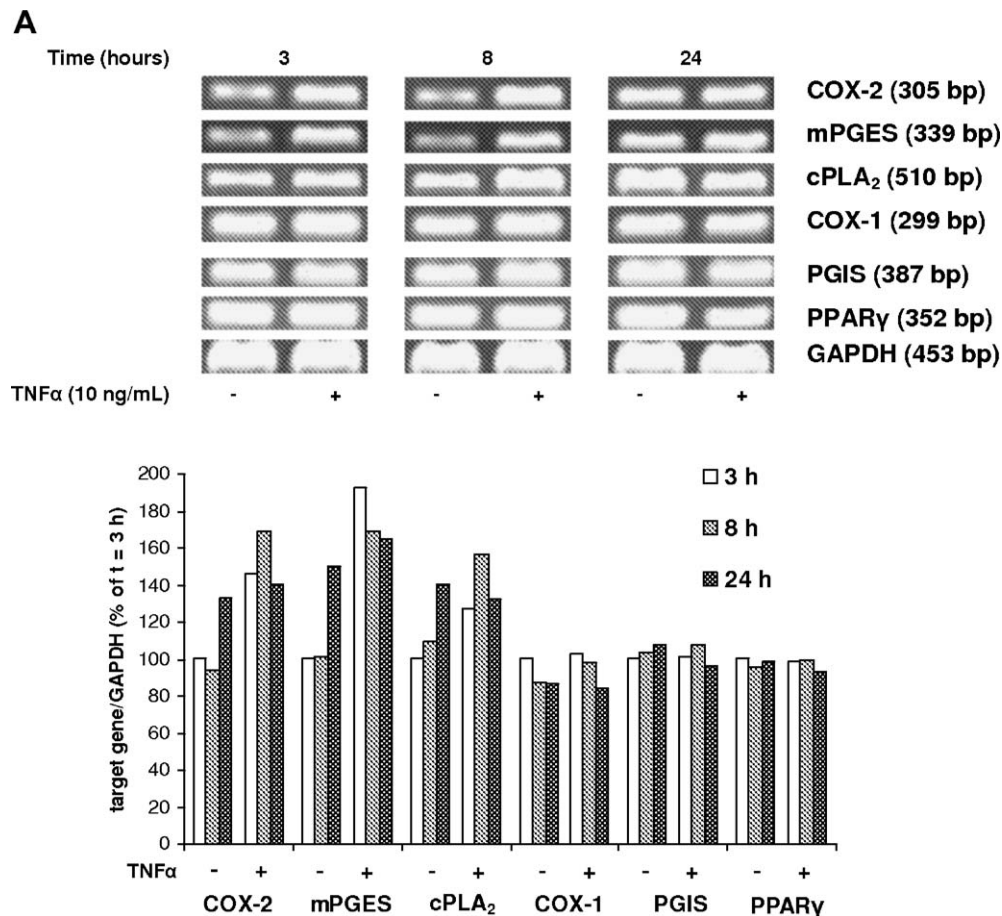 A
Time (hours) 3 8 24
COX-2 (305 bp)
mPGES (339 bp)
cPLA₂ (510 bp)
COX-1 (299 bp)
PGIS (387 bp)
PPARγ (352 bp)
GAPDH (453 bp)
TNFα (10 ng/mL) - + - + - +
target gene/GAPDH (% of t = 3 h)
200
180
160
140
120
100
80
60
40
20
0
3 h
8 h
24 h
TNFα - + - + - + - + - + - +
COX-2 mPGES cPLA₂ COX-1 PGIS PPARγ